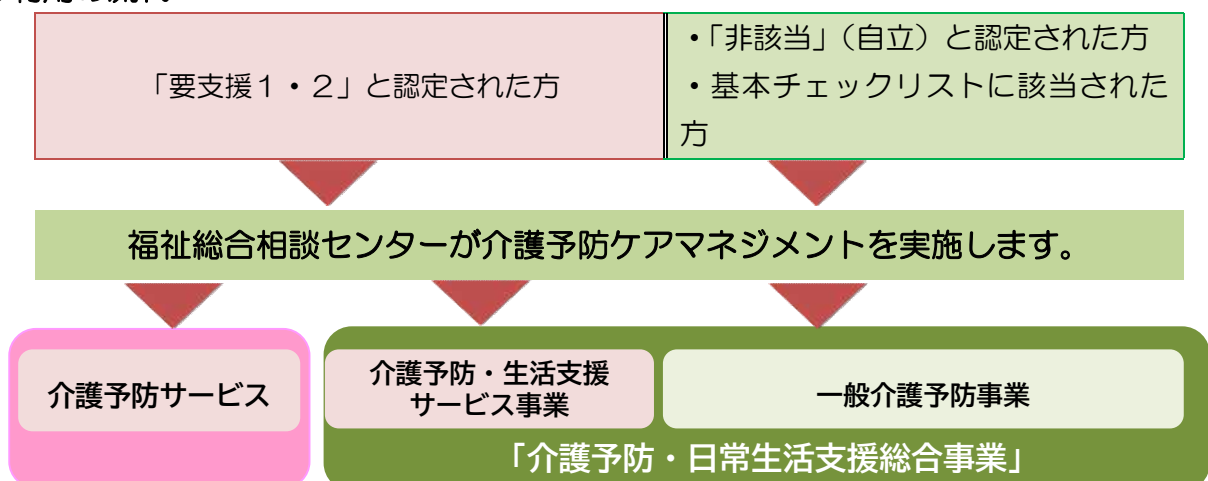 「要支援１・２」と認定された方
・「非該当」（自立）と認定された方
・基本チェックリストに該当された
方
福祉総合相談センターが介護予防ケアマネジメントを実施します。
介護予防サービス
介護予防・生活支援
サービス事業
一般介護予防事業
「介護予防・日常生活支援総合事業」